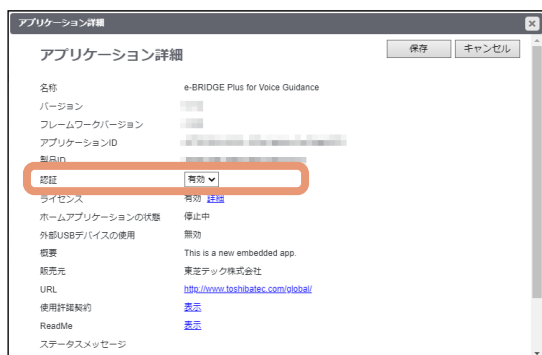 アプリケーション詳細
アプリケーション詳細
保存 キャンセル
名称 e-BRIDGE Plus for Voice Guidance
バージョン
フレームワークバージョン
アプリケーションID
製品ID
認証 有効
ライセンス 有効 詳細
ホームアプリケーションの状態 停止中
外部USBデバイスの使用 無効
概要 This is a new embedded app.
販売元 東芝テック株式会社
URL http://www.toshibatec.com/global/
使用許諾契約 表示
ReadMe 表示
ステータスメッセージ